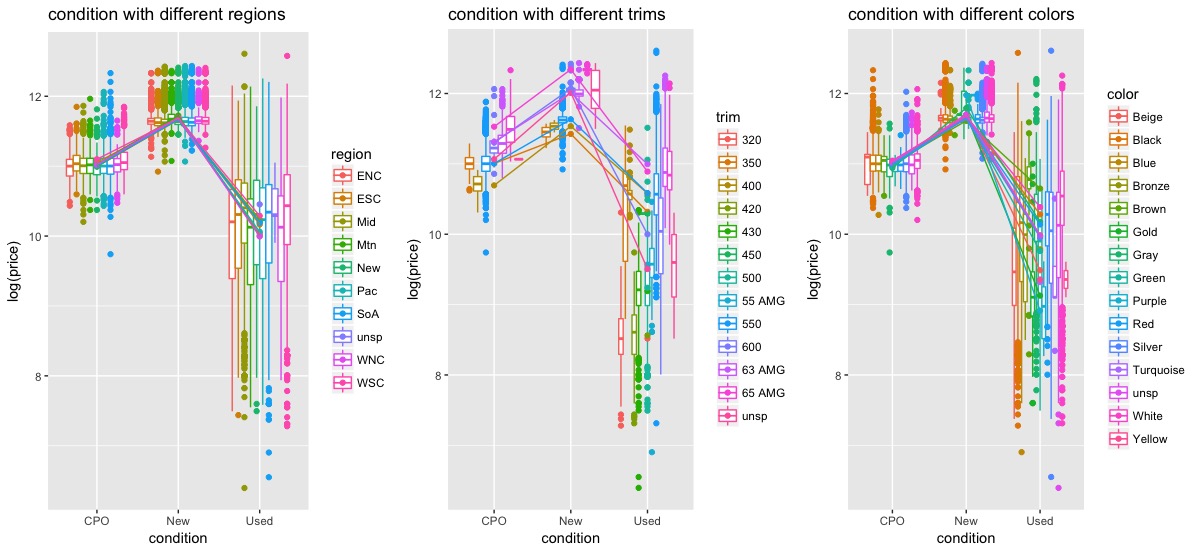 condition with different regions
log(price)
12
10
8
CPO
New
Used
condition
region
ENC
ESC
Mid
Mtn
New
Pac
SoA
unsp
WNC
WSC
condition with different trims
log(price)
12
10
8
CPO
New
Used
condition
trim
320
350
400
420
430
450
500
55 AMG
550
600
63 AMG
65 AMG
unsp
condition with different colors
log(price)
12
10
8
CPO
New
Used
condition
color
Beige
Black
Blue
Bronze
Brown
Gold
Gray
Green
Purple
Red
Silver
Turquoise
unsp
White
Yellow